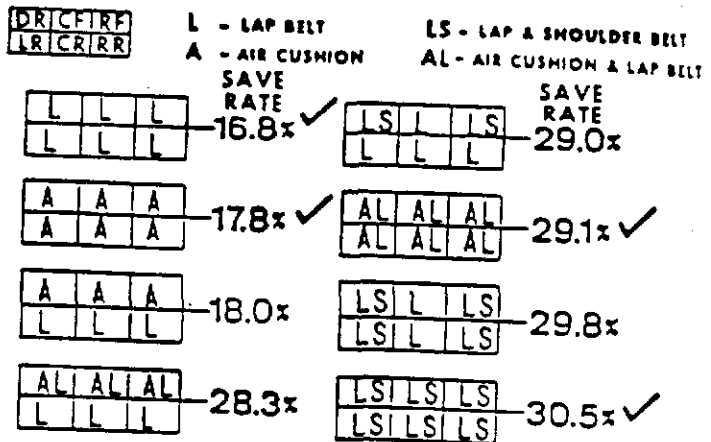 DR CF RF
LR CR RR
L - LAP BELT
A - AIR CUSHION
LS - LAP & SHOULDER BELT
AL - AIR CUSHION & LAP BELT
SAVE
RATE
L L L
L L L
16.8%
A A A
A A A
17.8%
A A A
L L L
18.0%
AL AL AL
L L L
28.3%
SAVE
RATE
LS L LS
L L L
29.0%
AL AL AL
AL AL AL
29.1%
LS L LS
LS L LS
29.8%
LS LS LS
LS LS LS
30.5%